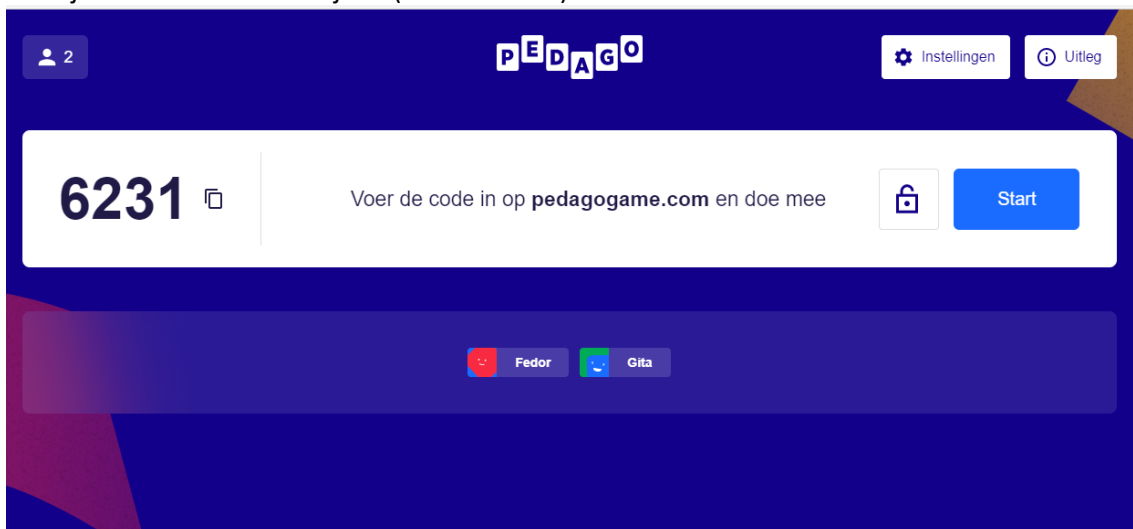 2
PEDAGO
Instellingen
Uitleg
6231
Voer de code in op pedagogame.com en doe mee
Start
Fedor
Gita